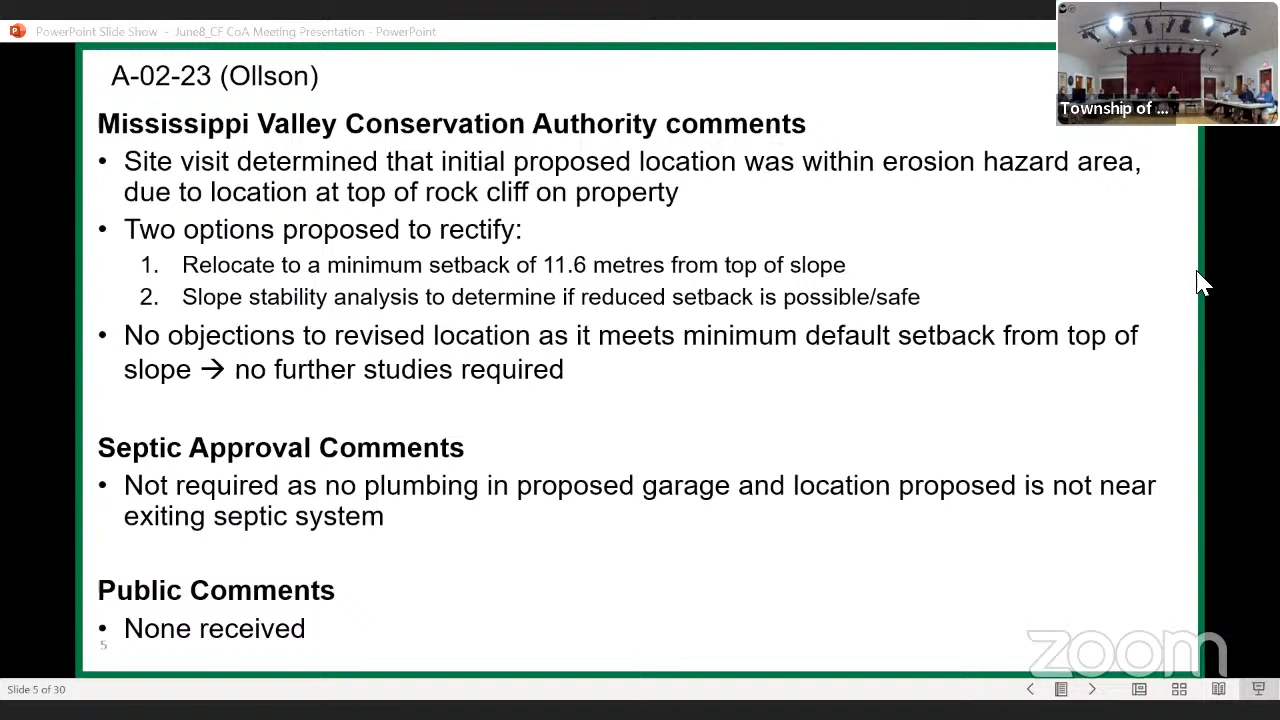 PowerPoint Slide Show - June8_CF CoA Meeting Presentation - PowerPoint
Township of ...
A-02-23 (Ollson)
Mississippi Valley Conservation Authority comments
• Site visit determined that initial proposed location was within erosion hazard area,
due to location at top of rock cliff on property
• Two options proposed to rectify:
1. Relocate to a minimum setback of 11.6 metres from top of slope
2. Slope stability analysis to determine if reduced setback is possible/safe
• No objections to revised location as it meets minimum default setback from top of
slope → no further studies required
Septic Approval Comments
• Not required as no plumbing in proposed garage and location proposed is not near
exiting septic system
Public Comments
• None received
5
zoom
Slide 5 of 30